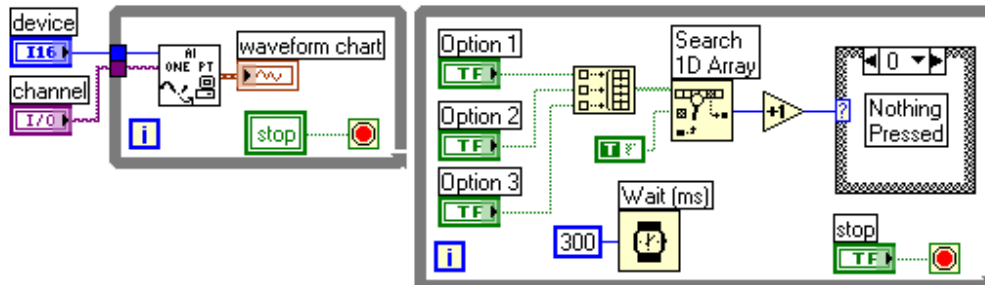 device
I16
channel
I/O
AI
ONE PT
waveform chart
i
stop
Option 1
TF
Option 2
TF
Option 3
TF
i
Search
1D Array
T
+1
Wait (ms)
300
?
0
Nothing
Pressed
stop
TF